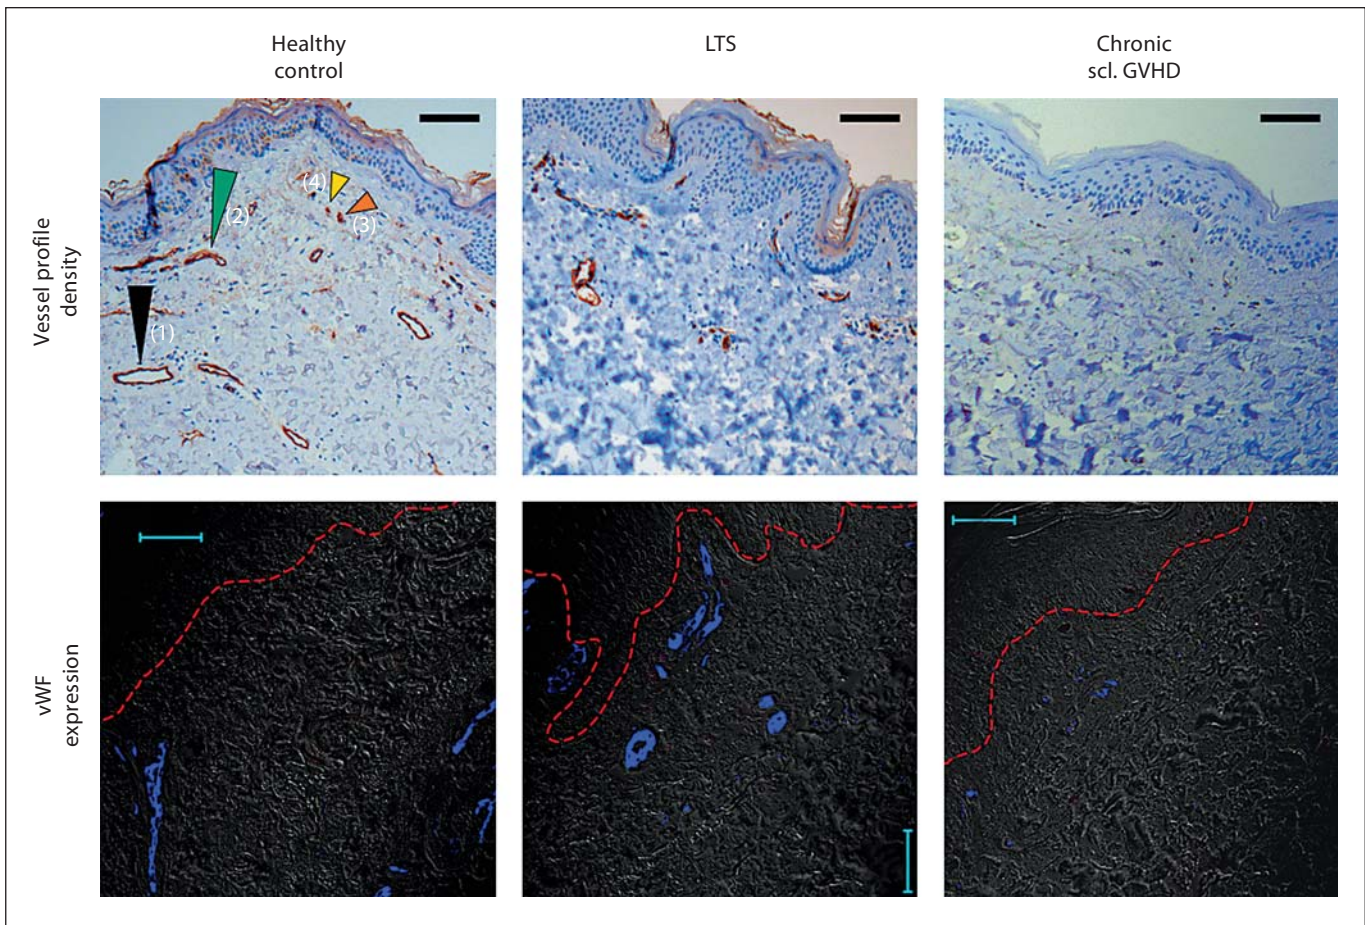 Healthy
control
LTS
Chronic
scl. GVHD
Vessel profile
density
(1)
(2)
(3)
(4)
vWF
expression